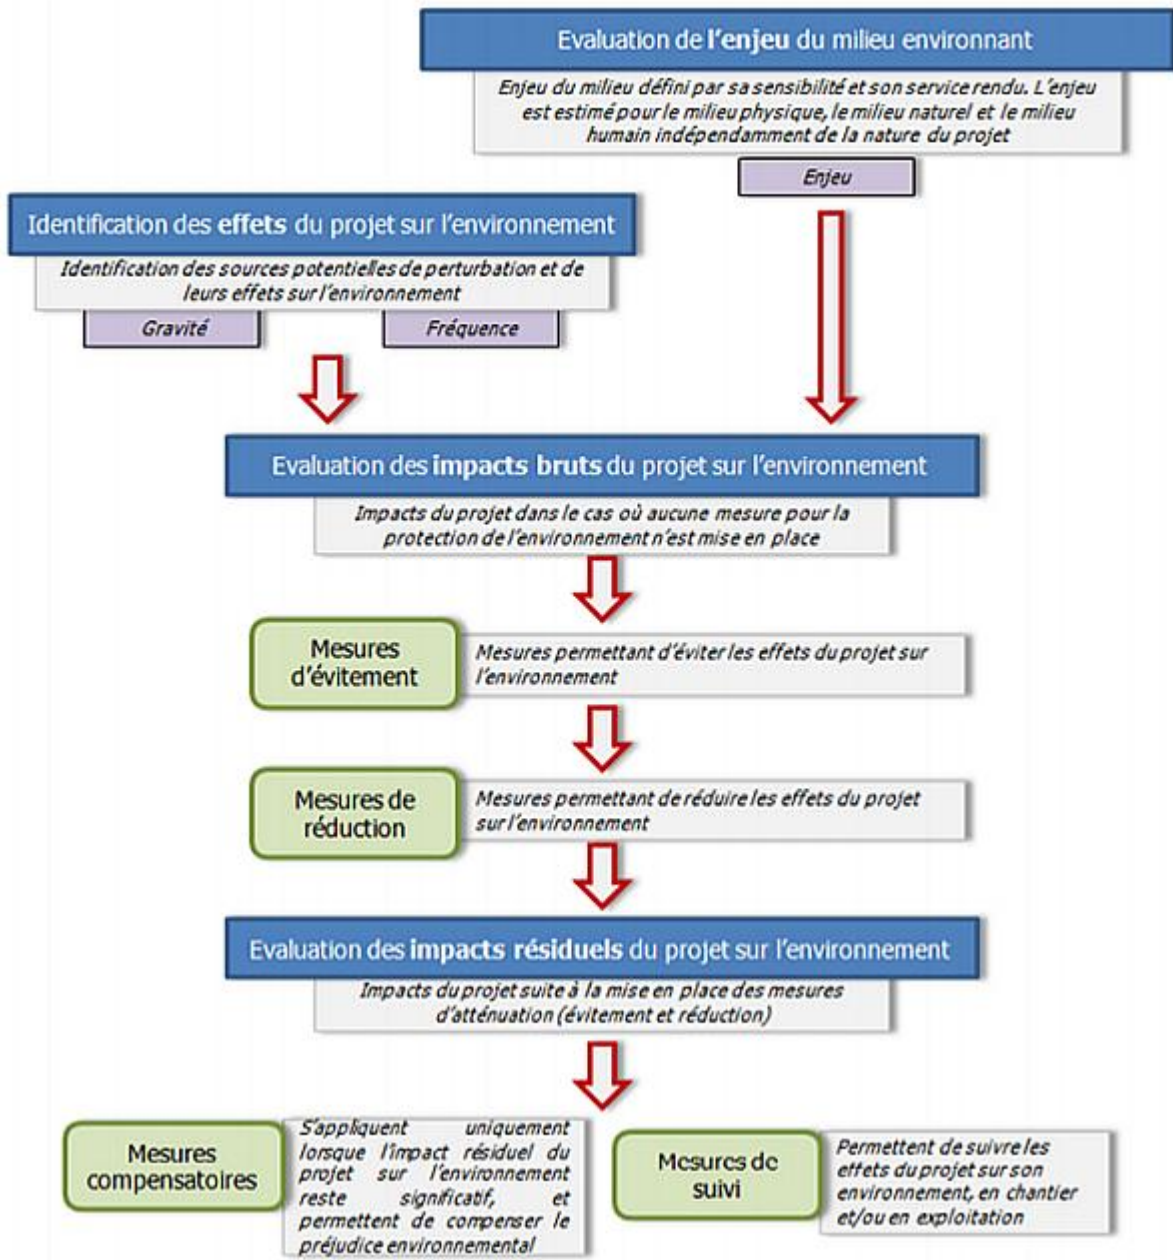 Evaluation de l'enjeu du milieu environnant
Enjeu du milieu défini par sa sensibilité et son service rendu. L'enjeu
est estimé pour le milieu physique, le milieu naturel et le milieu
humain indépendamment de la nature du projet
Enjeu
Identification des effets du projet sur l'environnement
Identification des sources potentielles de perturbation et de
leurs effets sur l'environnement
Gravité
Fréquence
Evaluation des impacts bruts du projet sur l'environnement
Impacts du projet dans le cas où aucune mesure pour la
protection de l'environnement n'est mise en place
Mesures
d'évitement
Mesures permettant d'éviter les effets du projet sur
l'environnement
Mesures de
réduction
Mesures permettant de réduire les effets du projet
sur l'environnement
Evaluation des impacts résiduels du projet sur l'environnement
Impacts du projet suite à la mise en place des mesures
d'atténuation (évitement et réduction)
Mesures
compensatoires
S'appliquent uniquement
lorsque l'impact résiduel du
projet sur l'environnement
reste significatif, et
permettent de compenser le
préjudice environnemental
Mesures de
suivi
Permettent de suivre les
effets du projet sur son
environnement, en chantier
et/ou en exploitation